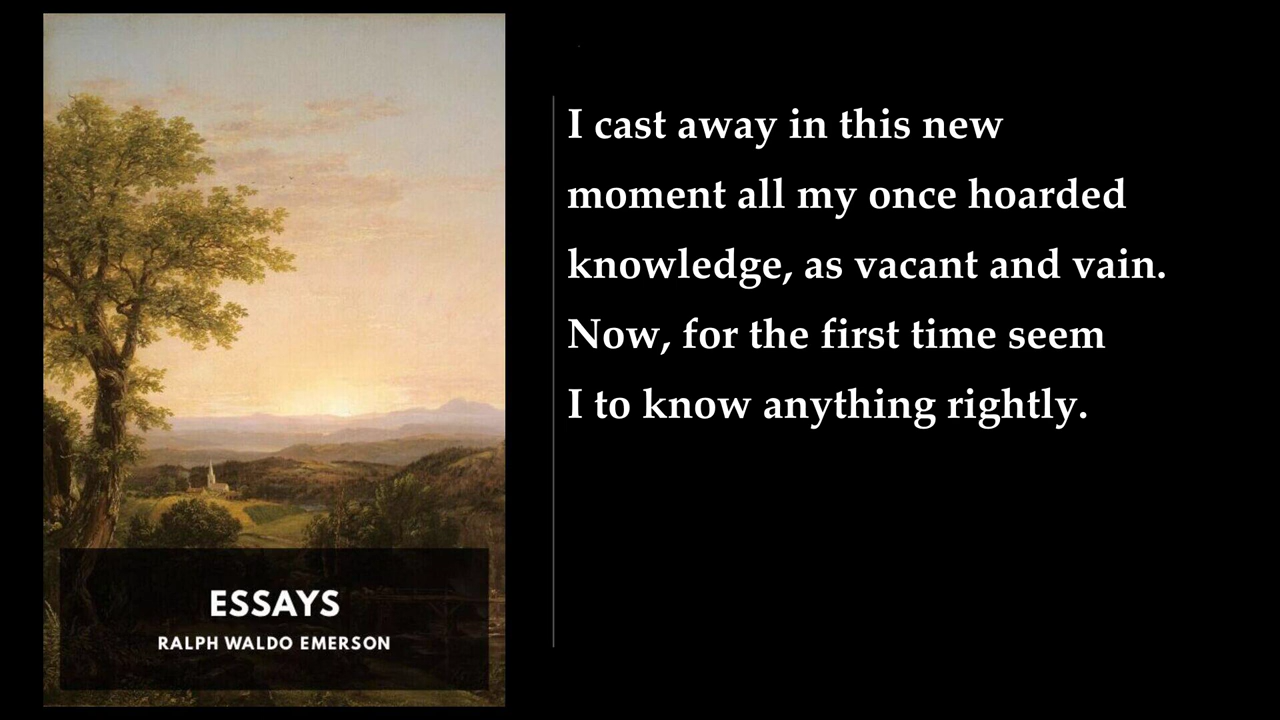 ESSAYS
RALPH WALDO EMERSON
I cast away in this new
moment all my once hoarded
knowledge, as vacant and vain.
Now, for the first time seem
I to know anything rightly.